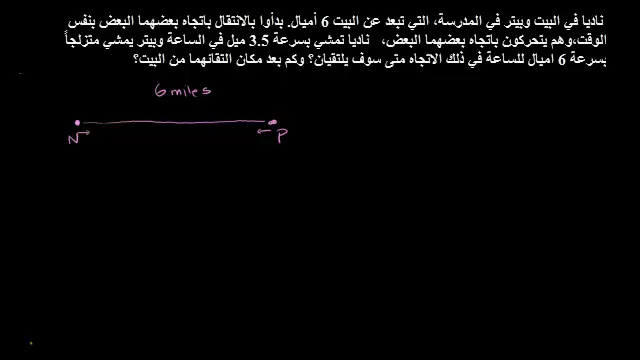 ناديا في البيت وبيتر في المدرسة، التي تبعد عن البيت 6 أميال. بدأوا بالانتقال باتجاه بعضهما البعض بنفس
الوقت،وهم يتحركون باتجاه بعضهما البعض، ناديا تمشي بسرعة 3.5 ميل في الساعة وبيتر يمشي متزلجاً
بسرعة 6 اميال للساعة في ذلك الاتجاه متى سوف يلتقيان؟ وكم بعد مكان التقائهما من البيت؟
6 miles
N P